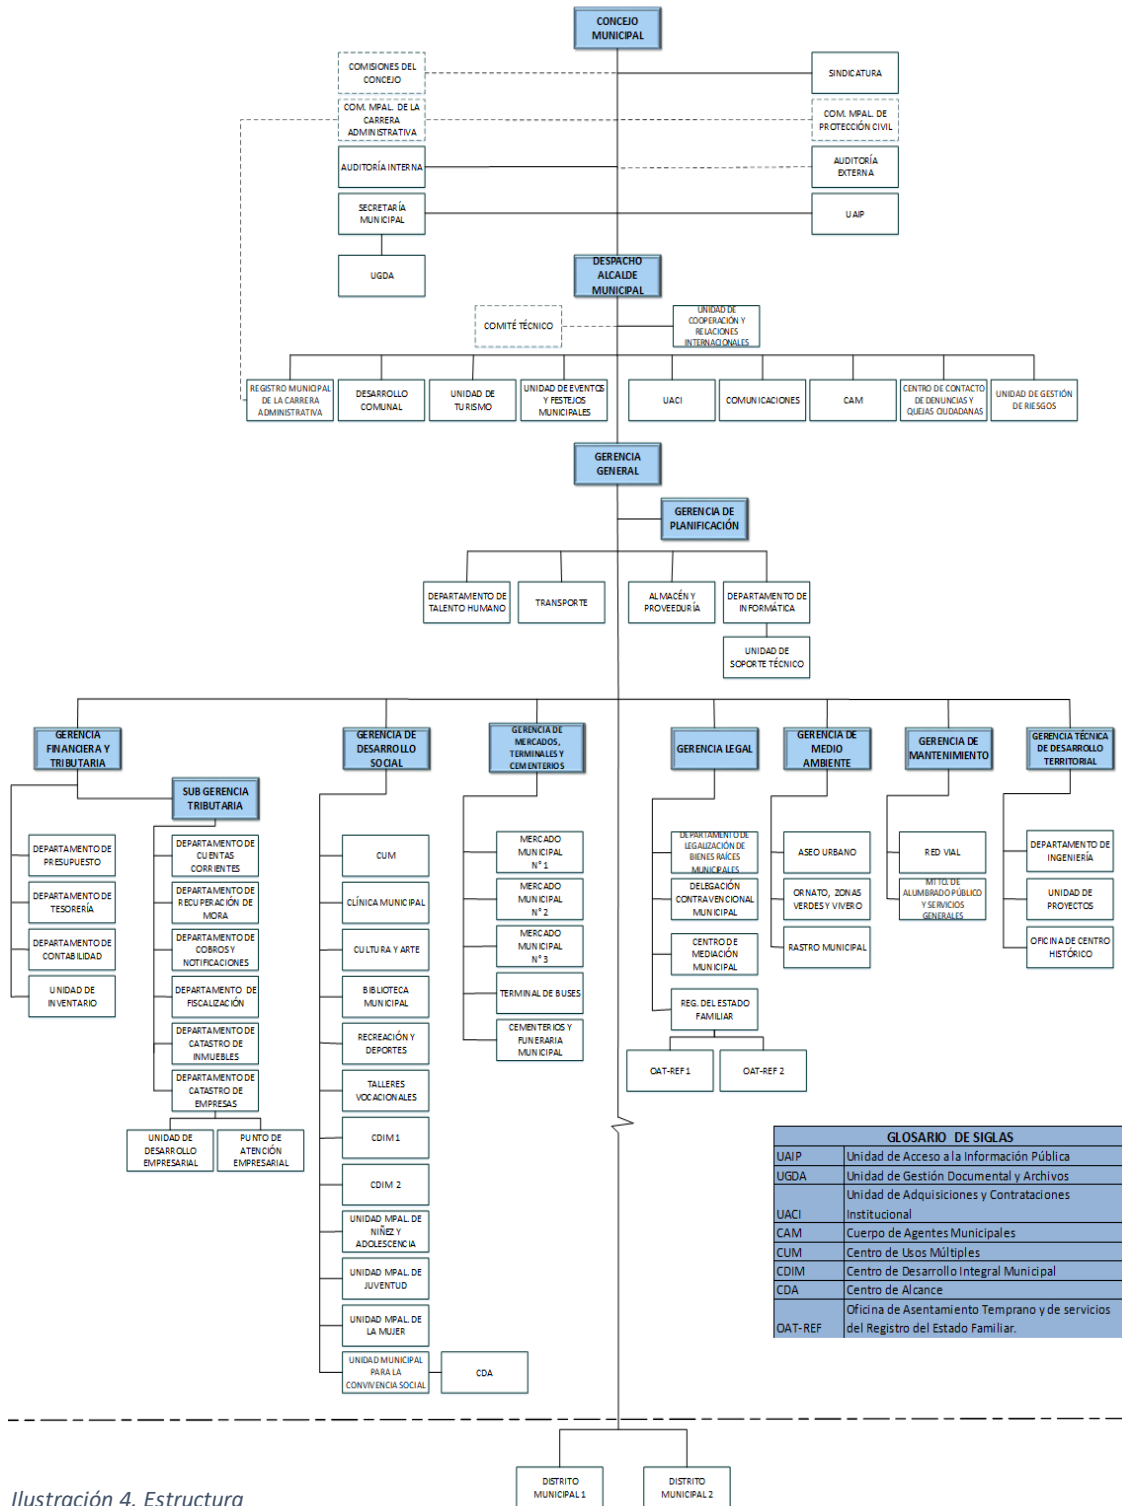 CONCEJO
MUNICIPAL
COMISIONES DEL
CONCEJO
SINDICATURA
COM. MPAL. DE LA
CARRERA
ADMINISTRATIVA
COM. MPAL. DE
PROTECCIÓN CIVIL
AUDITORÍA INTERNA
AUDITORÍA
EXTERNA
SECRETARÍA
MUNICIPAL
UAIP
UGDA
DESPACHO
ALCALDE
MUNICIPAL
COMITÉ TÉCNICO
UNIDAD DE
COOPERACIÓN Y
RELACIONES
INTERNACIONALES
REGISTRO MUNICIPAL
DE LA CARRERA
ADMINISTRATIVA
DESARROLLO
COMUNAL
UNIDAD DE
TURISMO
UNIDAD DE EVENTOS
Y FESTEJOS
MUNICIPALES
UACI
COMUNICACIONES
CAM
CENTRO DE CONTACTO
DE DENUNCIAS Y
QUEJAS CIUDADANAS
UNIDAD DE GESTIÓN
DE RIESGOS
GERENCIA
GENERAL
GERENCIA DE
PLANIFICACIÓN
DEPARTAMENTO DE
TALENTO HUMANO
TRANSPORTE
ALMACÉN Y
PROVEEDURÍA
DEPARTAMENTO DE
INFORMÁTICA
UNIDAD DE
SOPORTE TÉCNICO
GERENCIA
FINANCIERA Y
TRIBUTARIA
GERENCIA DE
DESARROLLO
SOCIAL
GERENCIA DE
MERCADOS,
TERMINALES Y
CEMENTERIOS
GERENCIA LEGAL
GERENCIA DE
MEDIO
AMBIENTE
GERENCIA DE
MANTENIMIENTO
GERENCIA TÉCNICA
DE DESARROLLO
TERRITORIAL
SUB GERENCIA
TRIBUTARIA
DEPARTAMENTO DE
PRESUPUESTO
DEPARTAMENTO DE
TESORERÍA
DEPARTAMENTO DE
CONTABILIDAD
UNIDAD DE
INVENTARIO
DEPARTAMENTO DE
CUENTAS
CORRIENTES
DEPARTAMENTO DE
RECUPERACIÓN DE
MORA
DEPARTAMENTO DE
COBROS Y
NOTIFICACIONES
DEPARTAMENTO DE
FISCALIZACIÓN
DEPARTAMENTO DE
CATASTRO DE
INMUEBLES
DEPARTAMENTO DE
CATASTRO DE
EMPRESAS
UNIDAD DE
DESARROLLO
EMPRESARIAL
PUNTO DE
ATENCIÓN
EMPRESARIAL
CUM
CLÍNICA MUNICIPAL
CULTURA Y ARTE
BIBLIOTECA
MUNICIPAL
RECREACIÓN Y
DEPORTES
TALLERES
VOCACIONALES
CDIM 1
CDIM 2
UNIDAD MPAL. DE
NIÑEZ Y
ADOLESCENCIA
UNIDAD MPAL. DE
JUVENTUD
UNIDAD MPAL. DE
LA MUJER
UNIDAD MUNICIPAL
PARA LA
CONVIVENCIA SOCIAL
CDA
MERCADO
MUNICIPAL
N° 1
MERCADO
MUNICIPAL
N° 2
MERCADO
MUNICIPAL
N° 3
TERMINAL DE BUSES
CEMENTERIOS Y
FUNERARIA
MUNICIPAL
DEPARTAMENTO DE
LEGALIZACIÓN DE
BIENES RAÍCES
MUNICIPALES
DELEGACIÓN
CONTRAVENCIONAL
MUNICIPAL
CENTRO DE
MEDIACIÓN
MUNICIPAL
REG. DEL ESTADO
FAMILIAR
OAT-REF 1
OAT-REF 2
ASEO URBANO
ORNATO, ZONAS
VERDES Y VIVERO
RASTRO MUNICIPAL
RED VIAL
MTTO. DE
ALUMBRADO PÚBLICO
Y SERVICIOS
GENERALES
DEPARTAMENTO DE
INGENIERÍA
UNIDAD DE
PROYECTOS
OFICINA DE CENTRO
HISTÓRICO
GLOSARIO DE SIGLAS
UAIP Unidad de Acceso a la Información Pública
UGDA Unidad de Gestión Documental y Archivos
Unidad de Adquisiciones y Contrataciones
UACI Institucional
CAM Cuerpo de Agentes Municipales
CUM Centro de Usos Múltiples
CDIM Centro de Desarrollo Integral Municipal
CDA Centro de Alcance
Oficina de Asentamiento Temprano y de servicios
OAT-REF del Registro del Estado Familiar.
DISTRITO
MUNICIPAL 1
DISTRITO
MUNICIPAL 2
Ilustración 4. Estructura